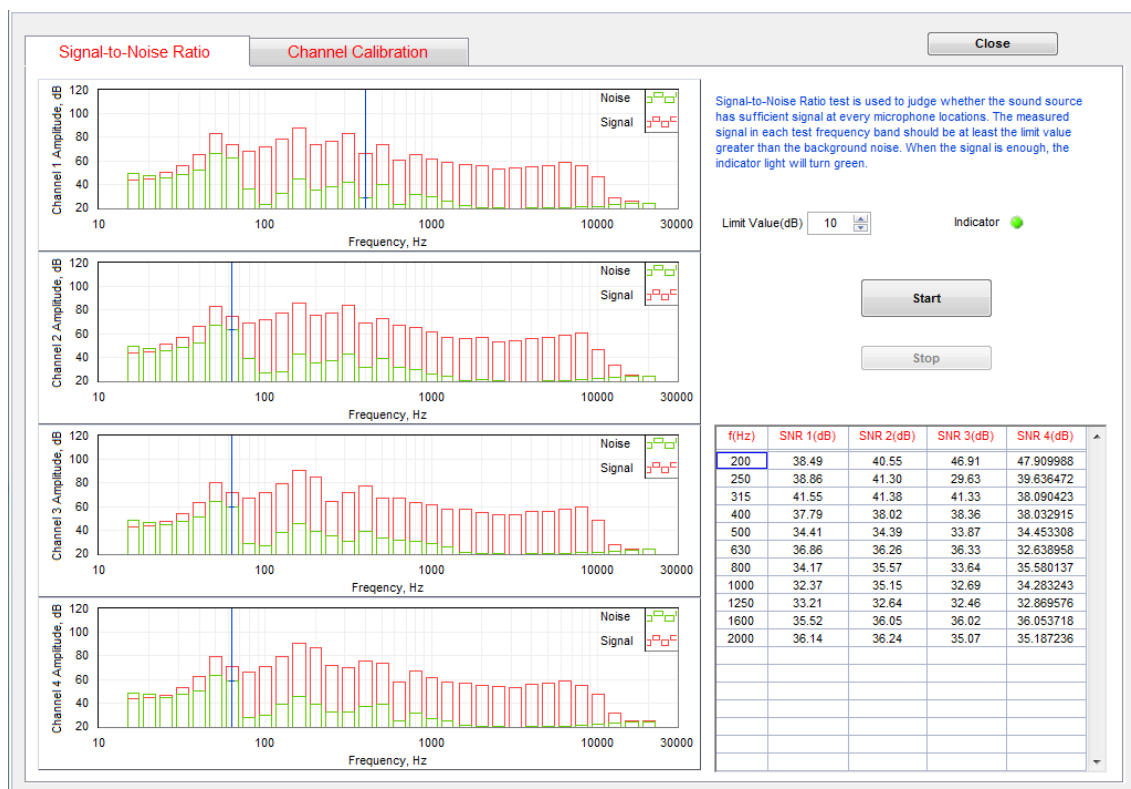 Signal-to-Noise Ratio
Channel Calibration
Close
Channel 1 Amplitude, dB
120
100
80
60
40
20
Noise
Signal
10
100
1000
10000
30000
Frequency, Hz
Channel 2 Amplitude, dB
120
100
80
60
40
20
Noise
Signal
10
100
1000
10000
30000
Frequency, Hz
Channel 3 Amplitude, dB
120
100
80
60
40
20
Noise
Signal
10
100
1000
10000
30000
Freqency, Hz
Channel 4 Amplitude, dB
120
100
80
60
40
20
Noise
Signal
10
100
1000
10000
30000
Frequency, Hz
Signal-to-Noise Ratio test is used to judge whether the sound source
has sufficient signal at every microphone locations. The measured
signal in each test frequency band should be at least the limit value
greater than the background noise. When the signal is enough, the
indicator light will turn green.
Limit Value(dB) 10 Indicator
Start
Stop
f(Hz) SNR 1(dB) SNR 2(dB) SNR 3(dB) SNR 4(dB)
200 38.49 40.55 46.91 47.909988
250 38.86 41.30 29.63 39.636472
315 41.55 41.38 41.33 38.090423
400 37.79 38.02 38.36 38.032915
500 34.41 34.39 33.87 34.453308
630 36.86 36.26 36.33 32.638958
800 34.17 35.57 33.64 35.580137
1000 32.37 35.15 32.69 34.283243
1250 33.21 32.64 32.46 32.869576
1600 35.52 36.05 36.02 36.053718
2000 36.14 36.24 35.07 35.187236